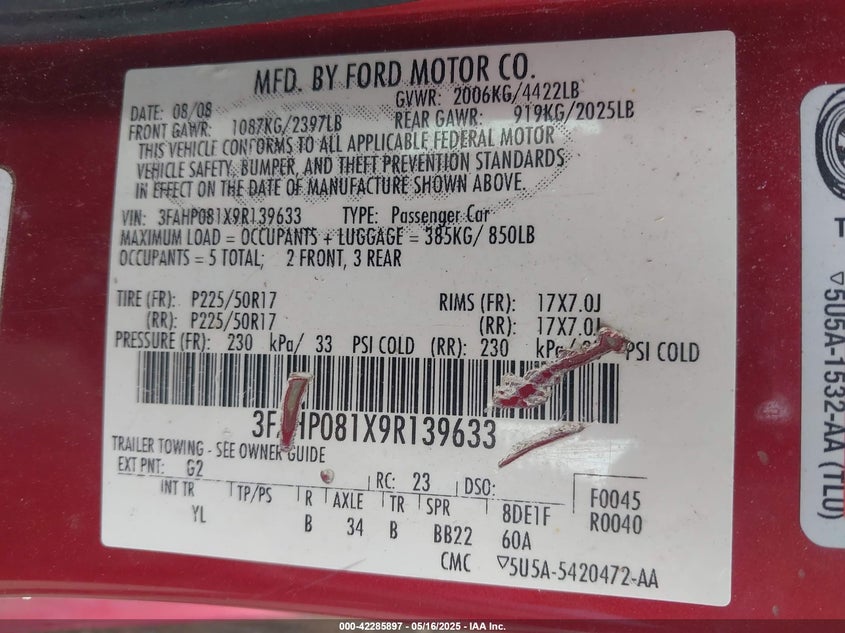 MFD. BY FORD MOTOR CO.
DATE: 08/08
GVWR: 2006KG/4422LB
FRONT GAWR: 1087KG/2397LB
REAR GAWR: 919KG/2025LB
THIS VEHICLE CONFORMS TO ALL APPLICABLE FEDERAL MOTOR
VEHICLE SAFETY, BUMPER, AND THEFT PREVENTION STANDARDS
IN EFFECT ON THE DATE OF MANUFACTURE SHOWN ABOVE.
VIN: 3FAHP081X9R139633 TYPE: Passenger Car
MAXIMUM LOAD = OCCUPANTS + LUGGAGE = 385KG/ 850LB
OCCUPANTS = 5 TOTAL; 2 FRONT, 3 REAR
TIRE (FR): P225/50R17 RIMS (FR): 17X7.0J
(RR): P225/50R17 (RR): 17X7.0J
PRESSURE (FR): 230 kPa/ 33 PSI COLD (RR): 230 kPa/ PSI COLD
3FAHP081X9R139633
TRAILER TOWING - SEE OWNER GUIDE
EXT PNT: G2 RC: 23 DSO: F0045
INT TR TP/PS R AXLE TR SPR 8DE1F R0040
YL B 34 B BB22 60A
CMC ▽5U5A-5420472-AA
T
▽5U5A-1532-AA (TLU)
000-42285897 - 05/16/2025 - IAA Inc.